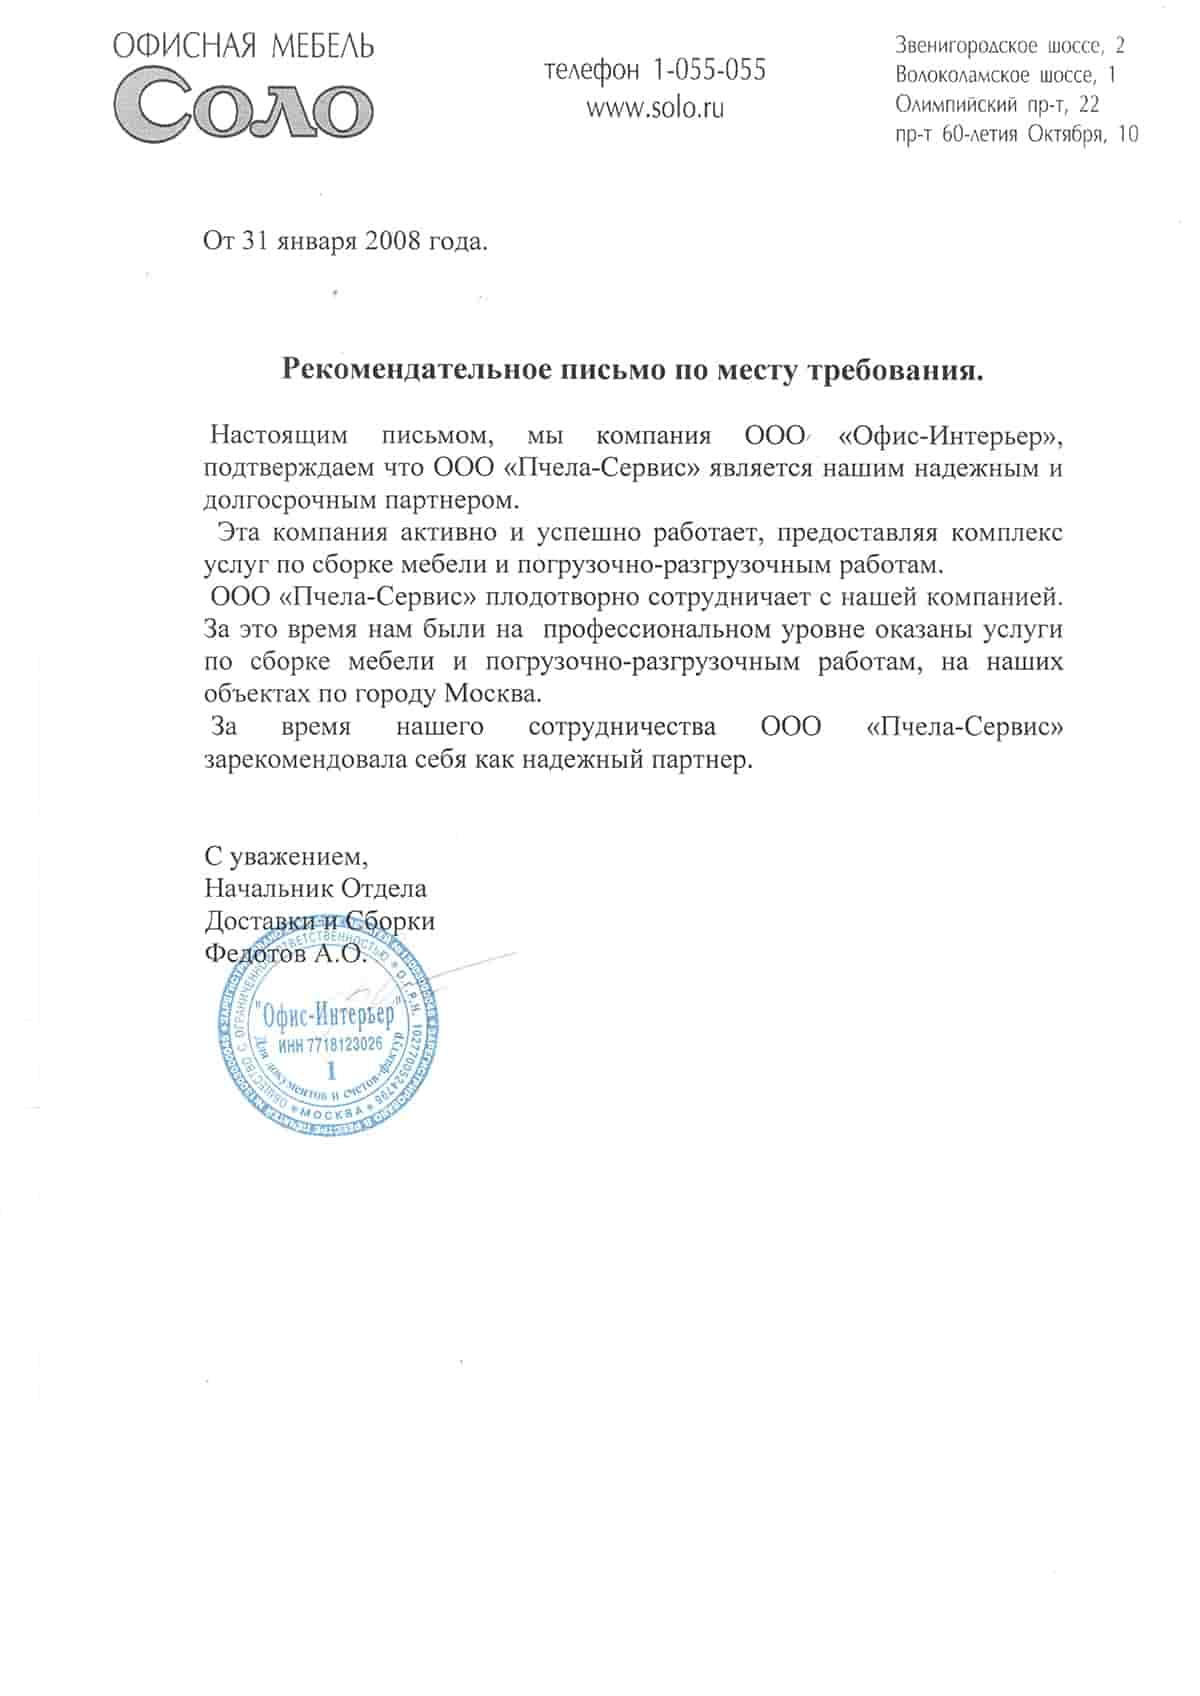 ОФИСНАЯ МЕБЕЛЬ
Соло
телефон 1-055-055
www.solo.ru
Звенигородское шоссе, 2
Волоколамское шоссе, 1
Олимпийский пр-т, 22
пр-т 60-летия Октября, 10
От 31 января 2008 года.
Рекомендательное письмо по месту требования.
Настоящим письмом, мы компания ООО «Офис-Интерьер»,
подтверждаем что ООО «Пчела-Сервис» является нашим надежным и
долгосрочным партнером.
Эта компания активно и успешно работает, предоставляя комплекс
услуг по сборке мебели и погрузочно-разгрузочным работам.
ООО «Пчела-Сервис» плодотворно сотрудничает с нашей компанией.
За это время нам были на профессиональном уровне оказаны услуги
по сборке мебели и погрузочно-разгрузочным работам, на наших
объектах по городу Москва.
За время нашего сотрудничества ООО «Пчела-Сервис»
зарекомендовала себя как надежный партнер.
С уважением,
Начальник Отдела
Доставки и Сборки
Федотов А.О.
ОБЩЕСТВО С ОГРАНИЧЕННОЙ ОТВЕТСТВЕННОСТЬЮ * О.Г.Р.Н. 1027700524796
* МОСКВА *
"Офис-Интерьер"
ИНН 7718123026
1
Для документов и счетов-фактур